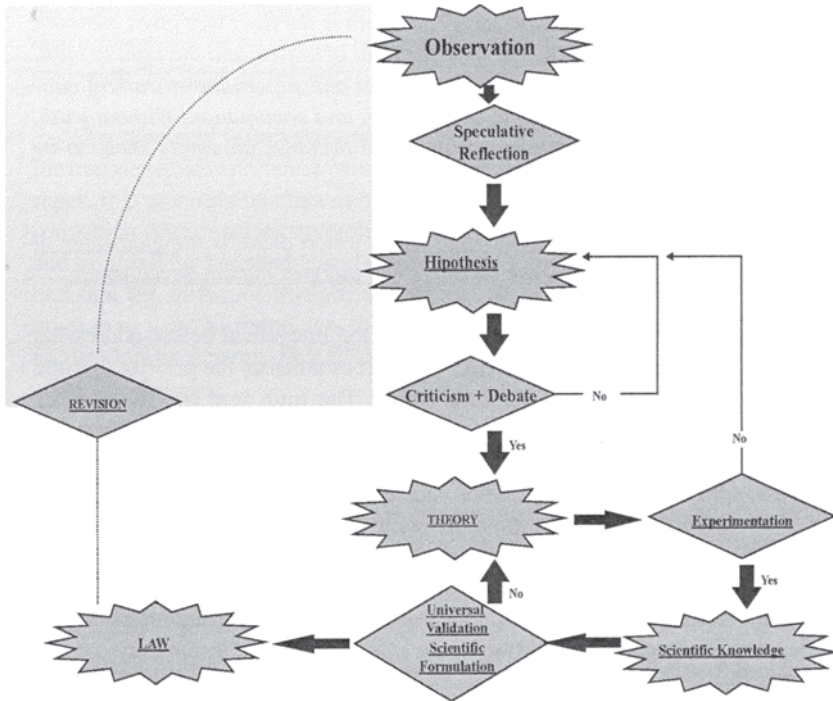 Observation
Speculative
Reflection
Hipothesis
Criticism + Debate
No
No
REVISION
Yes
THEORY
Experimentation
No
Yes
Universal
Validation
Scientific
Formulation
LAW
Scientific Knowledge